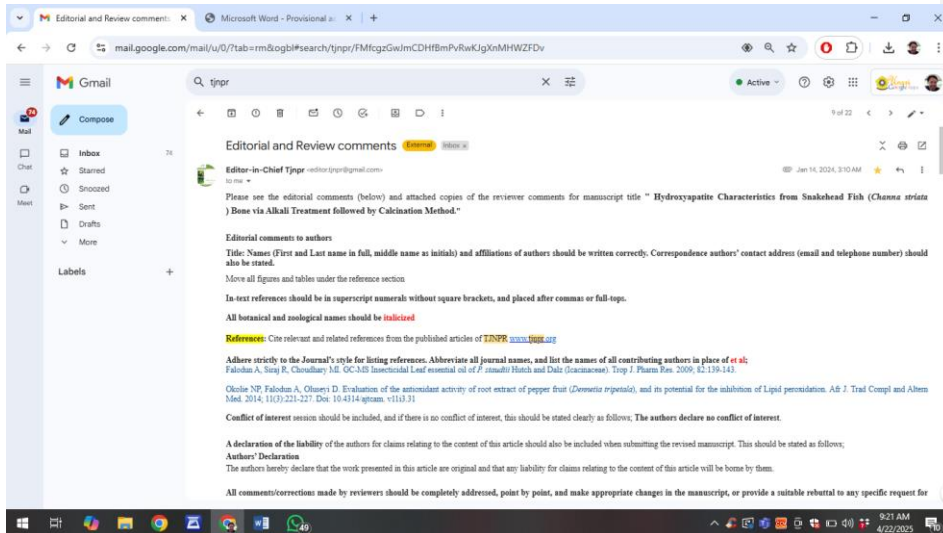 Editorial and Review comments
Microsoft Word - Provisional a
mail.google.com/mail/u/0/?tab=rm&ogbl#search/tjnpr/FMfcgzGwJmCDHfBmPvRwKJgXnMHWZFDv
Gmail
tjnpr
Active
74
Mail
Compose
9 of 22
Chat
Inbox 74
Editorial and Review comments External Inbox x
Meet
Starred
Editor-in-Chief Tjnpr <editor.tjnpr@gmail.com> Jan 14, 2024, 3:10 AM
to me
Snoozed
Sent
Drafts
More
Labels
Please see the editorial comments (below) and attached copies of the reviewer comments for manuscript title " Hydroxyapatite Characteristics from Snakehead Fish (Channa striata
) Bone via Alkali Treatment followed by Calcination Method."
Editorial comments to authors
Title: Names (First and Last name in full, middle name as initials) and affiliations of authors should be written correctly. Correspondence authors' contact address (email and telephone number) should
also be stated.
Move all figures and tables under the reference section
In-text references should be in superscript numerals without square brackets, and placed after commas or full-tops.
All botanical and zoological names should be italicized
References: Cite relevant and related references from the published articles of TJNPR www.tjnpr.org
Adhere strictly to the Journal's style for listing references. Abbreviate all journal names, and list the names of all contributing authors in place of et al;
Falodun A, Siraj R, Choudhary MI. GC-MS Insecticidal Leaf essential oil of P. staudtii Hutch and Dalz (Icacinaceae). Trop J. Pharm Res. 2009; 82:139-143.
Okolie NP, Falodun A, Oluseyi D. Evaluation of the antioxidant activity of root extract of pepper fruit (Dennetia tripetala), and its potential for the inhibition of Lipid peroxidation. Afr J. Trad Compl and Altern
Med. 2014; 11(3):221-227. Doi: 10.4314/ajtcam. v11i3.31
Conflict of interest session should be included, and if there is no conflict of interest, this should be stated clearly as follows; The authors declare no conflict of interest.
A declaration of the liability of the authors for claims relating to the content of this article should also be included when submitting the revised manuscript. This should be stated as follows;
Authors' Declaration
The authors hereby declare that the work presented in this article are original and that any liability for claims relating to the content of this article will be borne by them.
All comments/corrections made by reviewers should be completely addressed, point by point, and make appropriate changes in the manuscript, or provide a suitable rebuttal to any specific request for
49
9:21 AM
4/22/2025